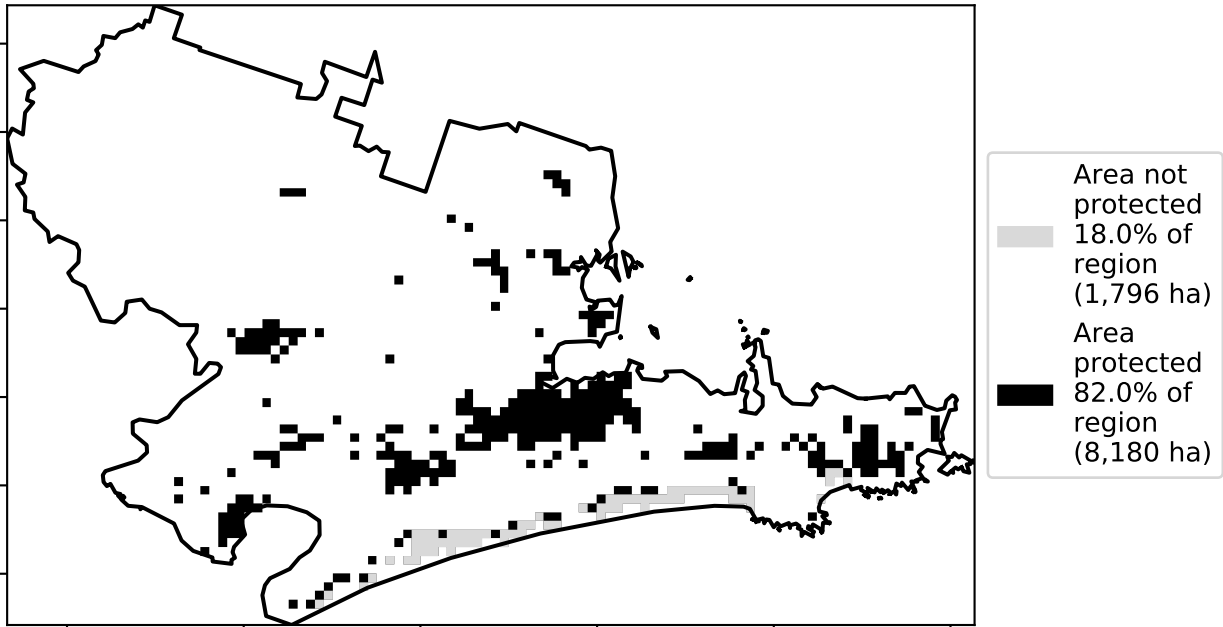 Area not
protected
18.0% of
region
(1,796 ha)
Area
protected
82.0% of
region
(8,180 ha)